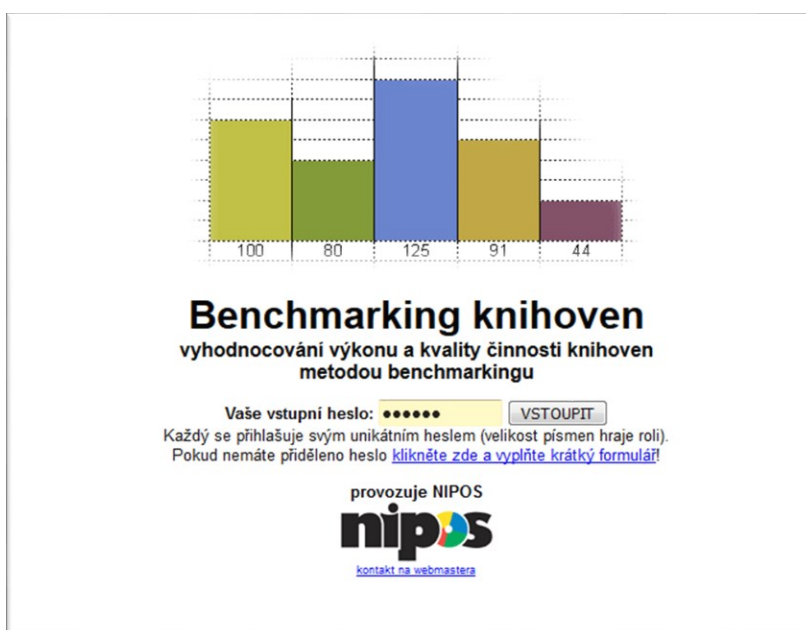 100 80 125 91 44
Benchmarking knihoven
vyhodnocování výkonu a kvality činnosti knihoven
metodou benchmarkingu
Vaše vstupní heslo: ●●●●●● VSTOUPIT
Každý se přihlašuje svým unikátním heslem (velikost písmen hraje roli).
Pokud nemáte přiděleno heslo klikněte zde a vyplňte krátký formulář!
provozuje NIPOS
nipos
kontakt na webmastera